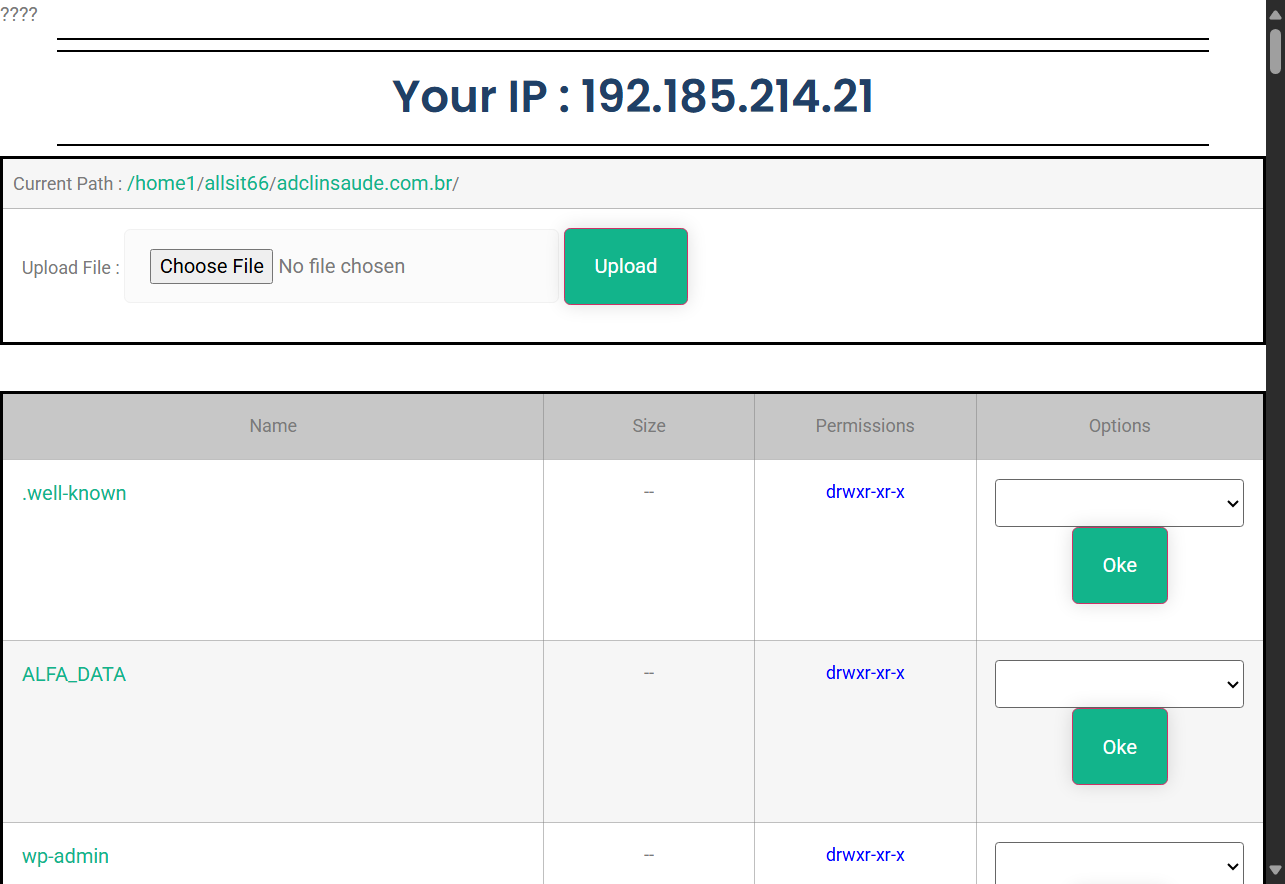 ????
Your IP : 192.185.214.21
Current Path : /home1/allsit66/adclinsaude.com.br/
Upload File : Choose File No file chosen Upload
Name Size Permissions Options
.well-known -- drwxr-xr-x
Oke
ALFA_DATA -- drwxr-xr-x
Oke
wp-admin -- drwxr-xr-x